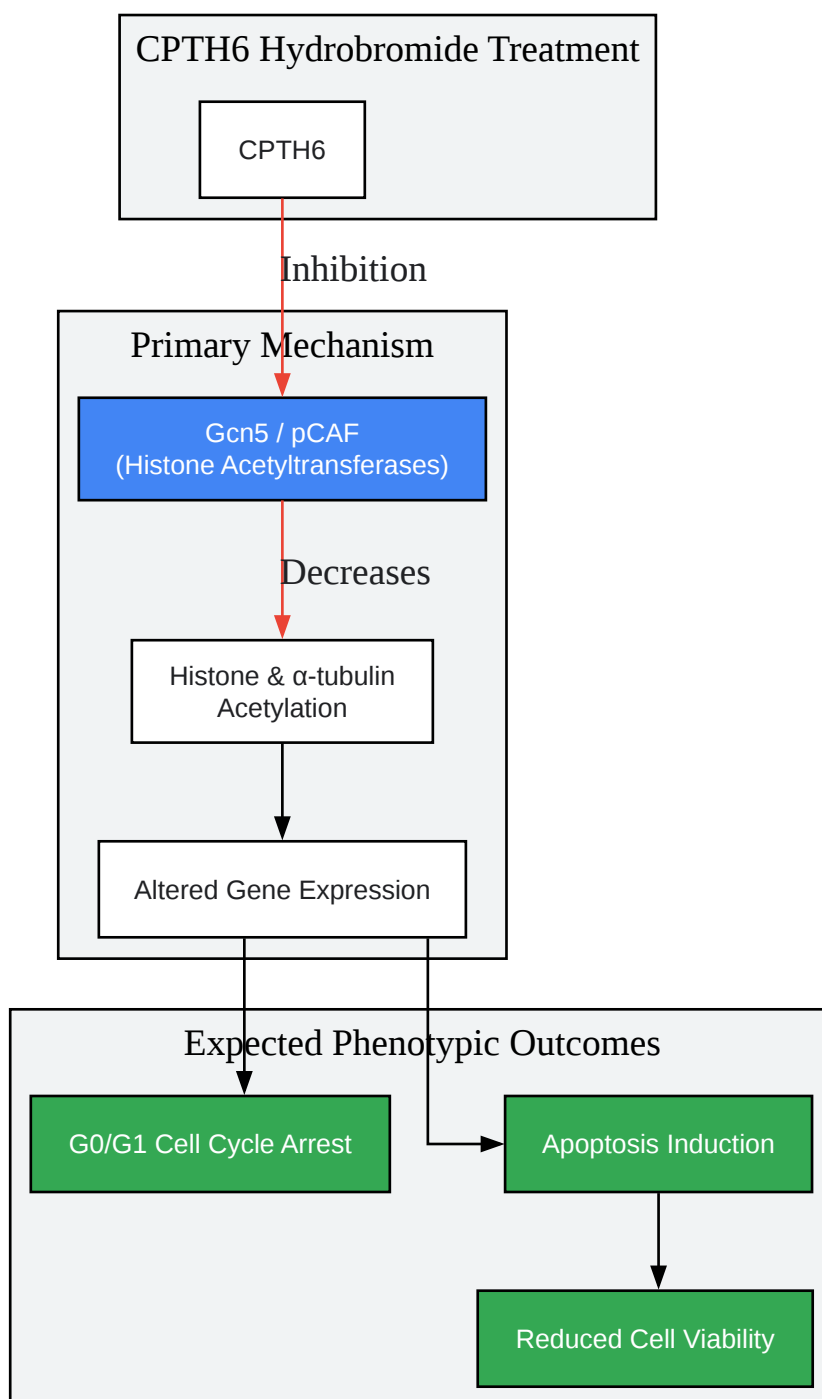 CPTH6 Hydrobromide Treatment
CPTH6
Inhibition
Primary Mechanism
Gcn5 / pCAF
(Histone Acetyltransferases)
Decreases
Histone & α-tubulin
Acetylation
Altered Gene Expression
Expected Phenotypic Outcomes
G0/G1 Cell Cycle Arrest
Apoptosis Induction
Reduced Cell Viability